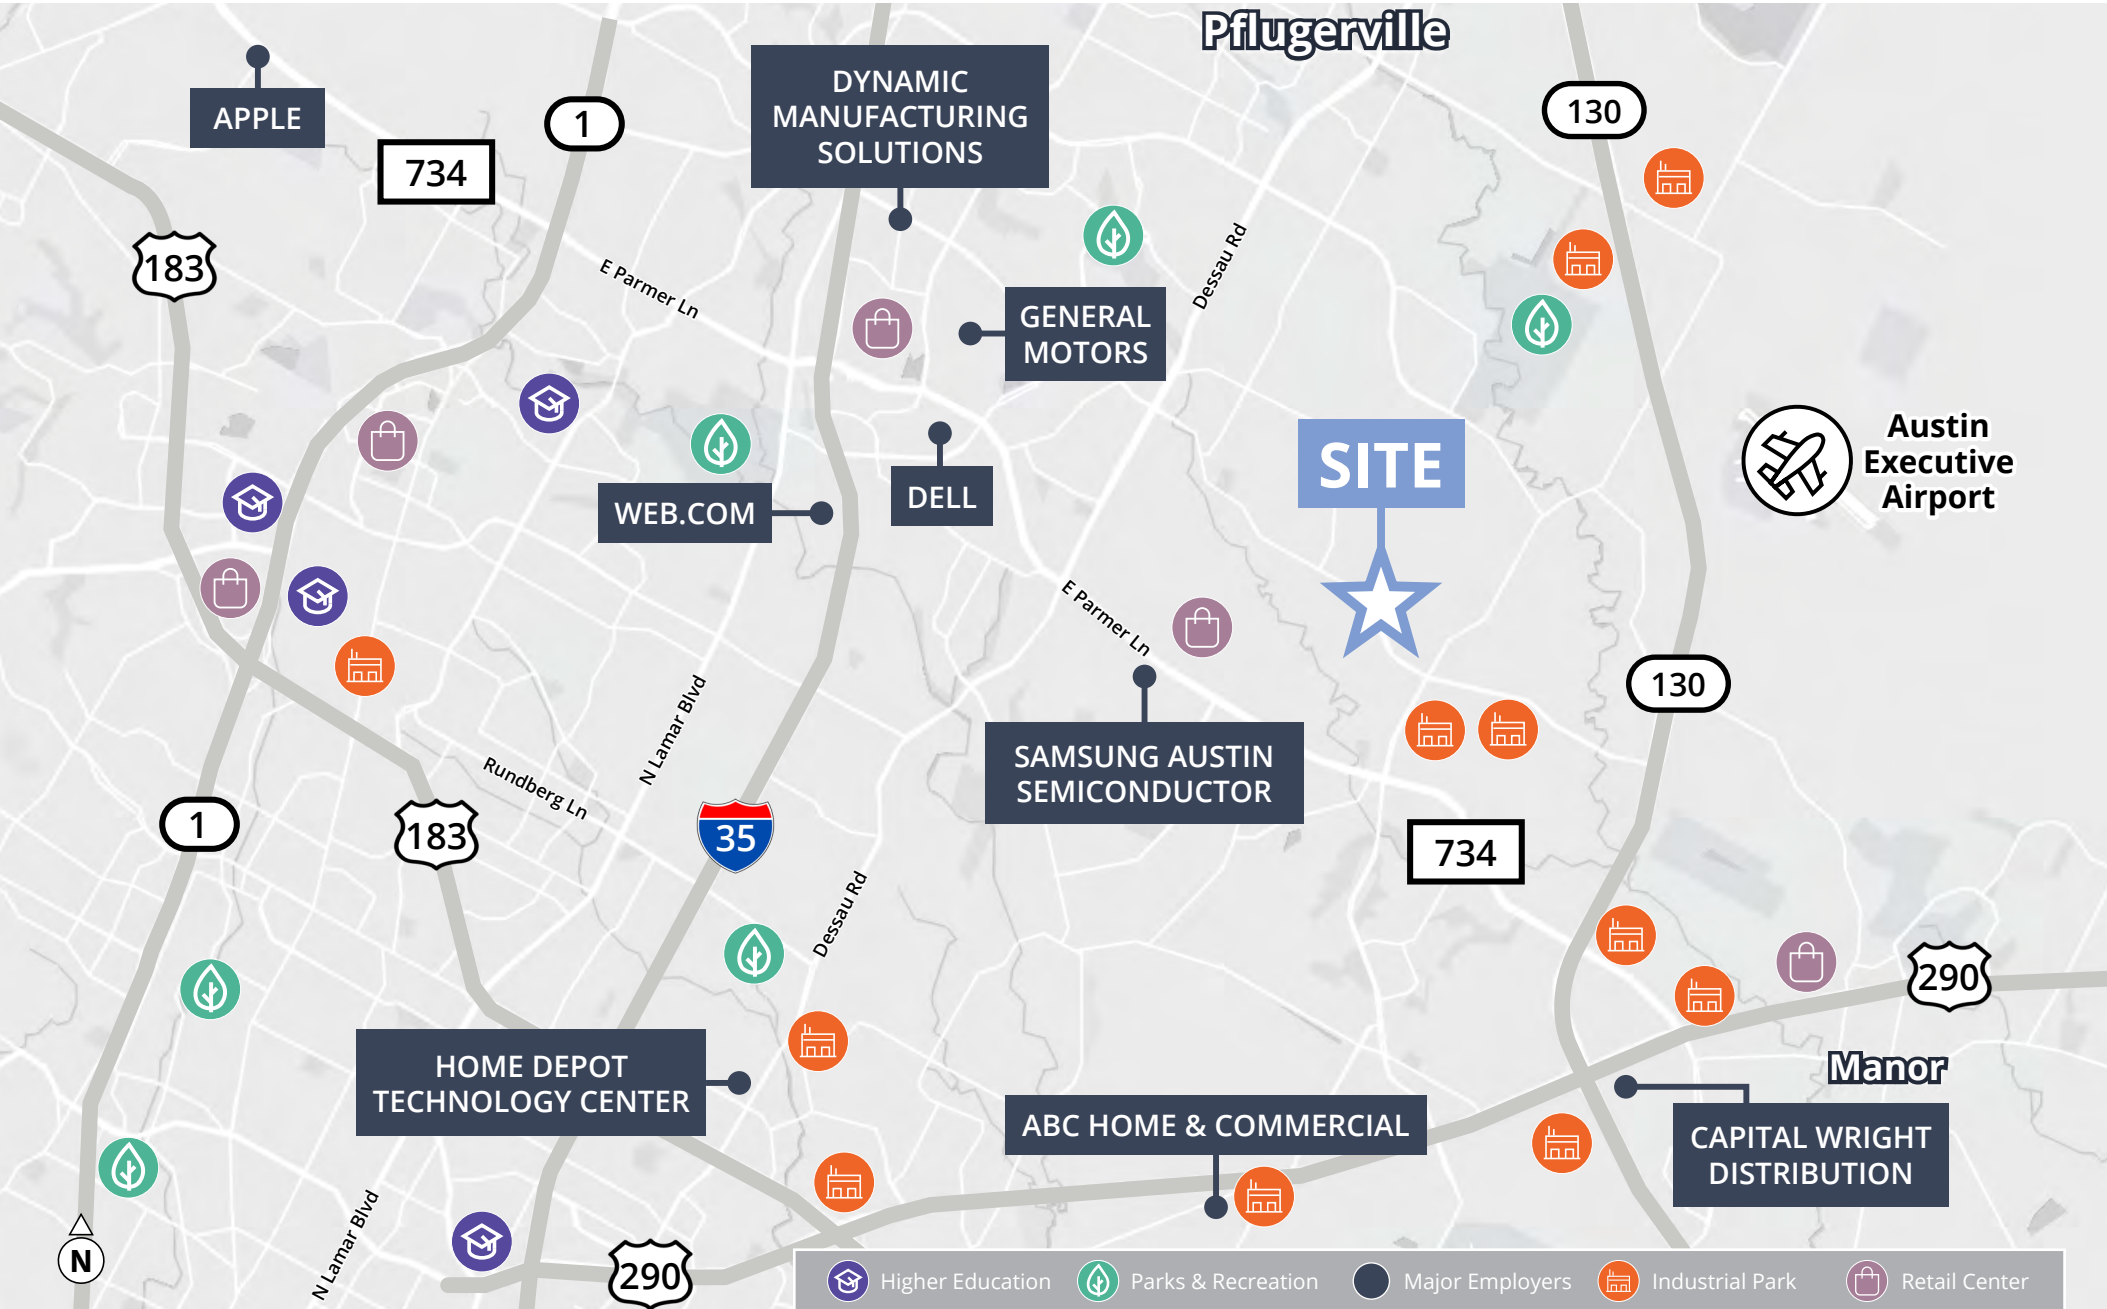 Pflugerville
APPLE
734
1
DYNAMIC
MANUFACTURING
SOLUTIONS
130
183
E Parmer Ln
Dessau Rd
GENERAL
MOTORS
SITE
Austin
Executive
Airport
WEB.COM
DELL
E Parmer Ln
130
N Lamar Blvd
Rundberg Ln
SAMSUNG AUSTIN
SEMICONDUCTOR
1
183
35
734
Dessau Rd
290
HOME DEPOT
TECHNOLOGY CENTER
Manor
ABC HOME & COMMERCIAL
CAPITAL WRIGHT
DISTRIBUTION
N Lamar Blvd
N
290
Higher Education
Parks & Recreation
Major Employers
Industrial Park
Retail Center